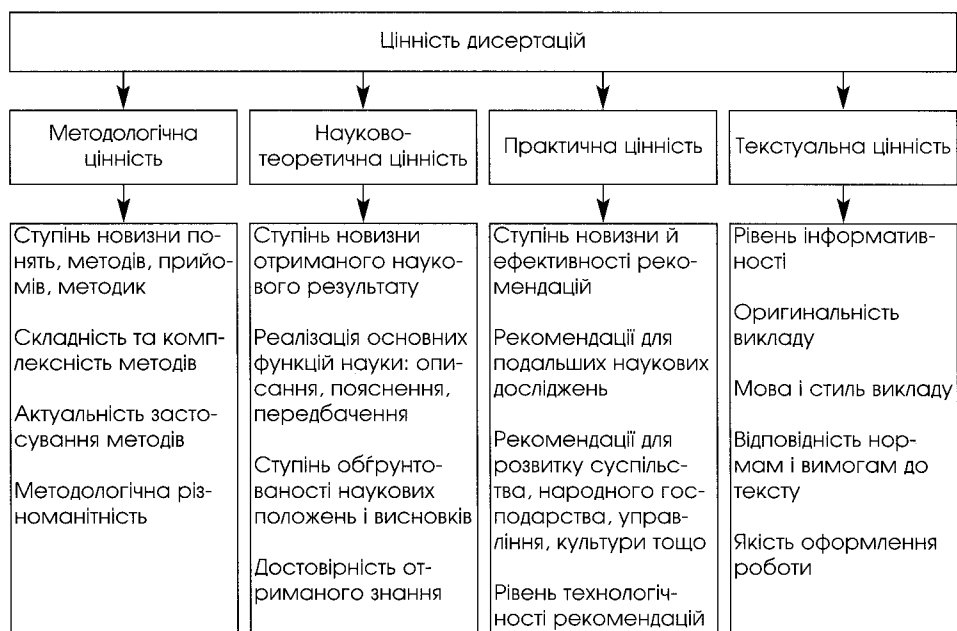 Цінність дисертацій
Методологічна
цінність
Науково-
теоретична цінність
Практична цінність
Текстуальна цінність
Ступінь новизни по-
нять, методів, прийо-
мів, методик
Складність та комп-
лексність методів
Актуальність засто-
сування методів
Методологічна різ-
номанітність
Ступінь новизни
отриманого науко-
вого результату
Реалізація основних
функцій науки: опи-
сання, пояснення,
передбачення
Ступінь обґрунто-
ваності наукових
положень і висновків
Достовірність от-
риманого знання
Ступінь новизни й
ефективності реко-
мендацій
Рекомендації для
подальших наукових
досліджень
Рекомендації для
розвитку суспільс-
тва, народного гос-
подарства, управ-
ління, культури тощо
Рівень технологіч-
ності рекомендацій
Рівень інформатив-
ності
Оригінальність
викладу
Мова і стиль викладу
Відповідність нор-
мам і вимогам до
тексту
Якість оформлення
роботи